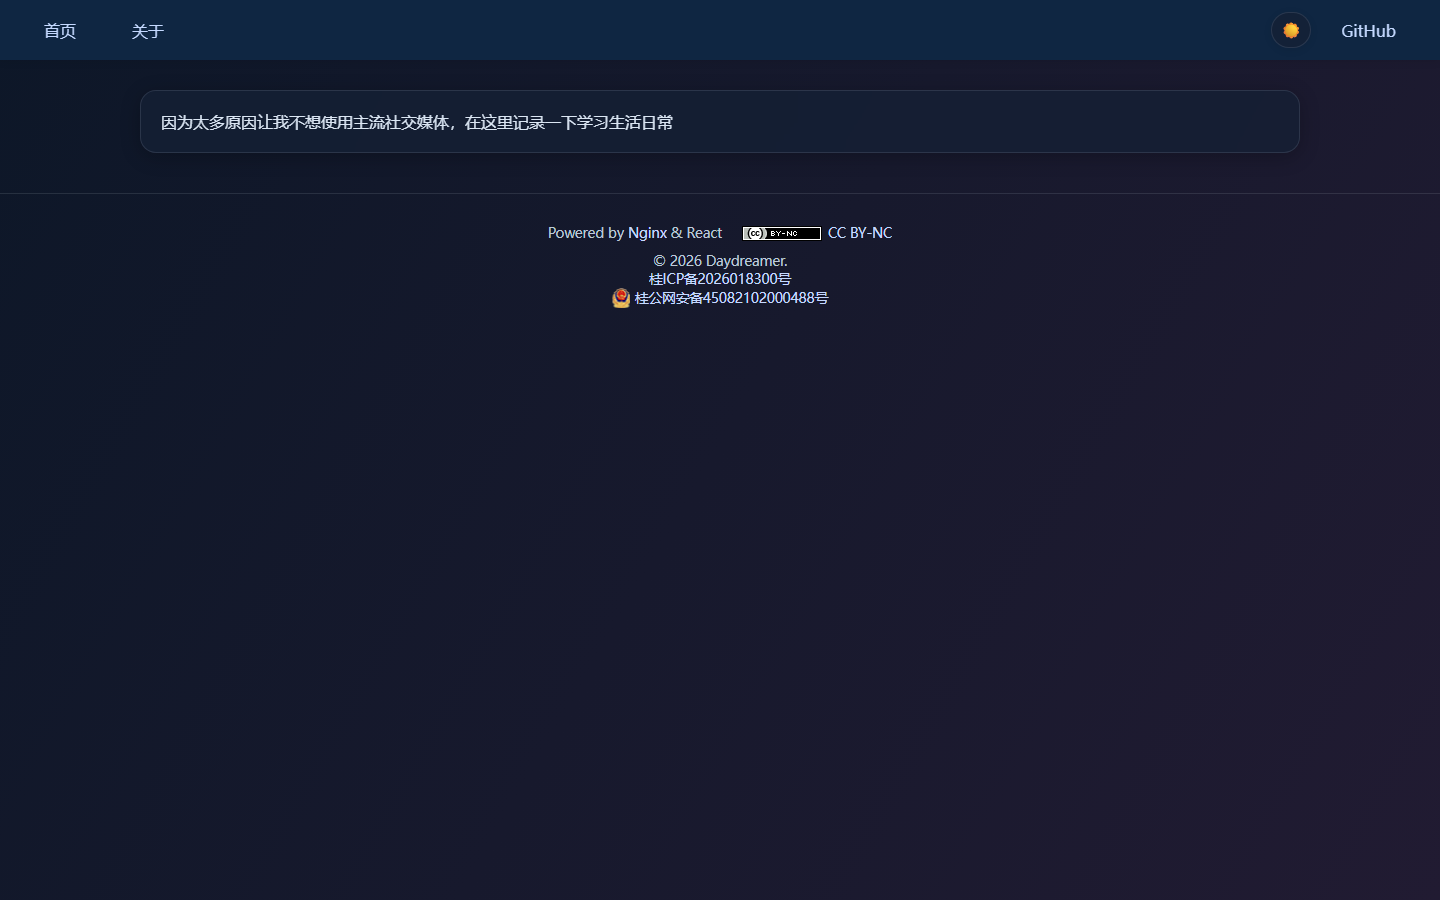 首页
关于
GitHub
因为太多原因让我不想使用主流社交媒体，在这里记录一下学习生活日常
Powered by Nginx & React
cc BY-NC
CC BY-NC
© 2026 Daydreamer.
桂ICP备2026018300号
桂公网安备45082102000488号